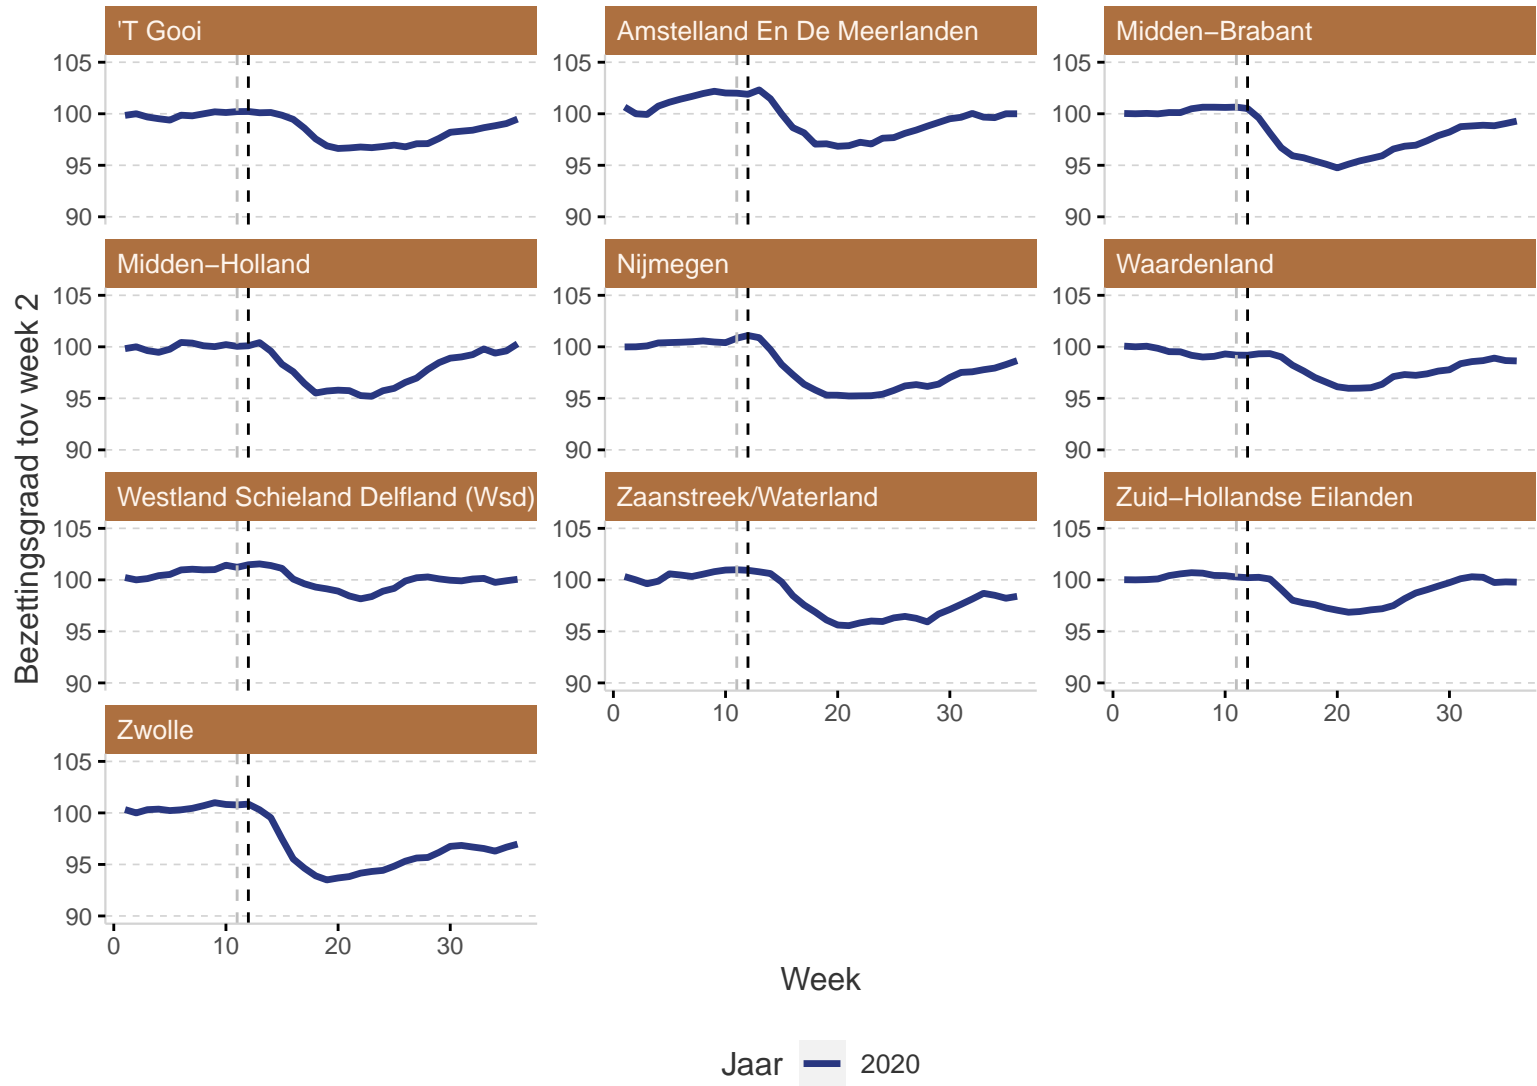 'T Gooi
Amstelland En De Meerlanden
Midden–Brabant
105
100
95
90
105
100
95
90
105
100
95
90
Midden–Holland
Nijmegen
Waardenland
105
100
95
90
105
100
95
90
105
100
95
90
Bezettingsgraad tov week 2
Westland Schieland Delfland (Wsd)
Zaanstreek/Waterland
Zuid–Hollandse Eilanden
105
100
95
90
105
100
95
90
0 10 20 30
105
100
95
90
0 10 20 30
Zwolle
105
100
95
90
0 10 20 30
Week
Jaar 2020